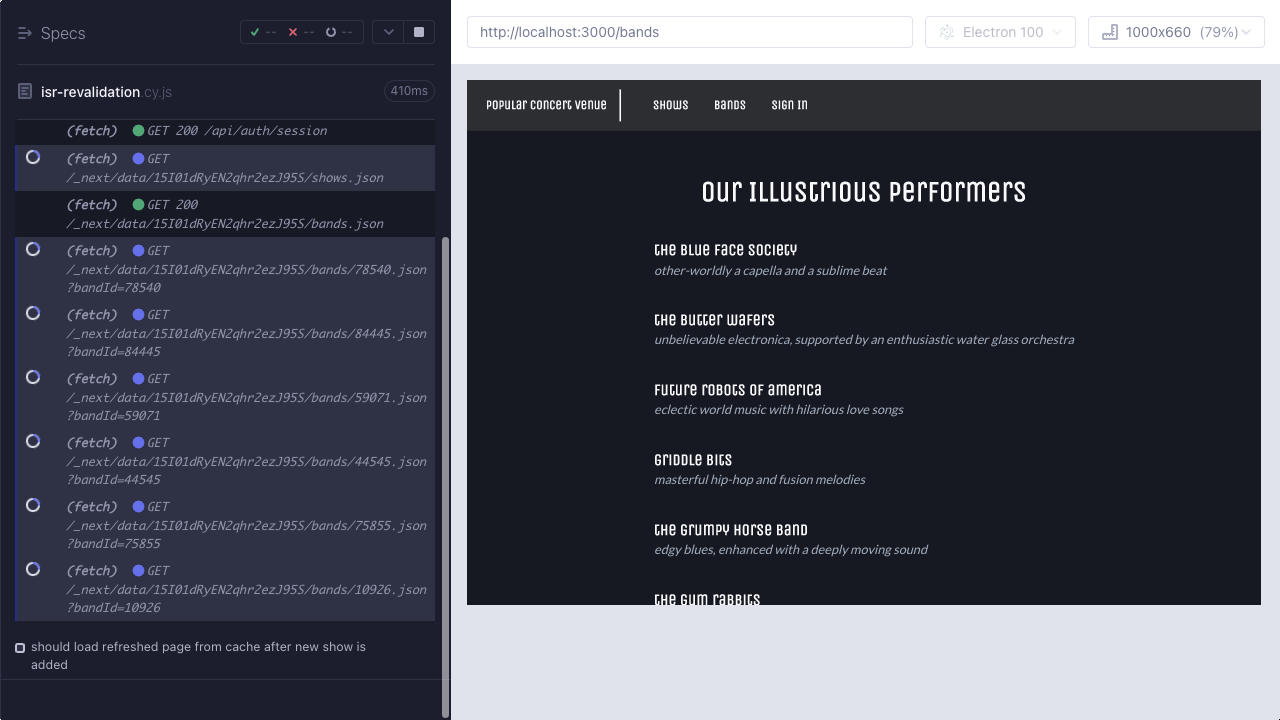 Specs
--
--
--
isr-revalidation.cy.js
410ms
(fetch) GET 200 /api/auth/session
(fetch) GET
/_next/data/15I01dRyEN2qhr2ezJ95S/shows.json
(fetch) GET 200
/_next/data/15I01dRyEN2qhr2ezJ95S/bands.json
(fetch) GET
/_next/data/15I01dRyEN2qhr2ezJ95S/bands/78540.json
?bandId=78540
(fetch) GET
/_next/data/15I01dRyEN2qhr2ezJ95S/bands/84445.json
?bandId=84445
(fetch) GET
/_next/data/15I01dRyEN2qhr2ezJ95S/bands/59071.json
?bandId=59071
(fetch) GET
/_next/data/15I01dRyEN2qhr2ezJ95S/bands/44545.json
?bandId=44545
(fetch) GET
/_next/data/15I01dRyEN2qhr2ezJ95S/bands/75855.json
?bandId=75855
(fetch) GET
/_next/data/15I01dRyEN2qhr2ezJ95S/bands/10926.json
?bandId=10926
should load refreshed page from cache after new show is
added
http://localhost:3000/bands
Electron 100
1000x660 (79%)
Popular Concert Venue
Shows
Bands
Sign in
Our Illustrious Performers
The Blue Face Society
other-worldly a capella and a sublime beat
The Butter Wafers
unbelievable electronica, supported by an enthusiastic water glass orchestra
Future Robots of America
eclectic world music with hilarious love songs
Griddle Bits
masterful hip-hop and fusion melodies
The Grumpy Horse Band
edgy blues, enhanced with a deeply moving sound
The Gum Rabbits